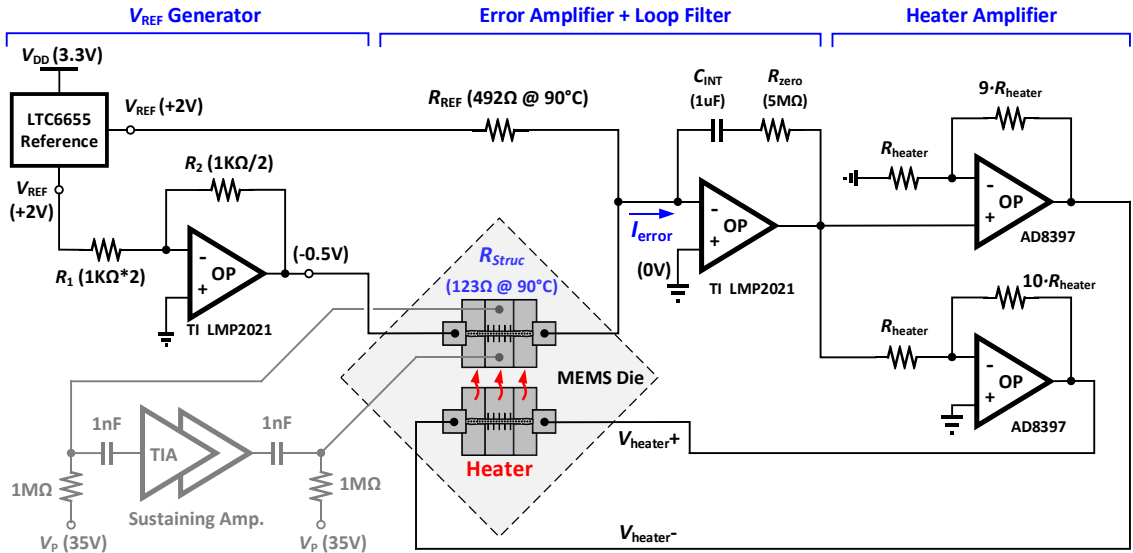 VREF Generator
Error Amplifier + Loop Filter
Heater Amplifier
VDD (3.3V)
LTC6655
Reference
VREF (+2V)
VREF
(+2V)
R1 (1KΩ*2)
R2 (1KΩ/2)
-
+
OP
TI LMP2021
(-0.5V)
RREF (492Ω @ 90°C)
CINT
(1uF)
Rzero
(5MΩ)
Ierror
(0V)
-
+
OP
TI LMP2021
9·Rheater
Rheater
-
+
OP
AD8397
10·Rheater
Rheater
-
+
OP
AD8397
RStruc
(123Ω @ 90°C)
MEMS Die
Heater
Vheater+
Vheater-
1nF
TIA
1nF
1MΩ
1MΩ
Sustaining Amp.
VP (35V)
VP (35V)